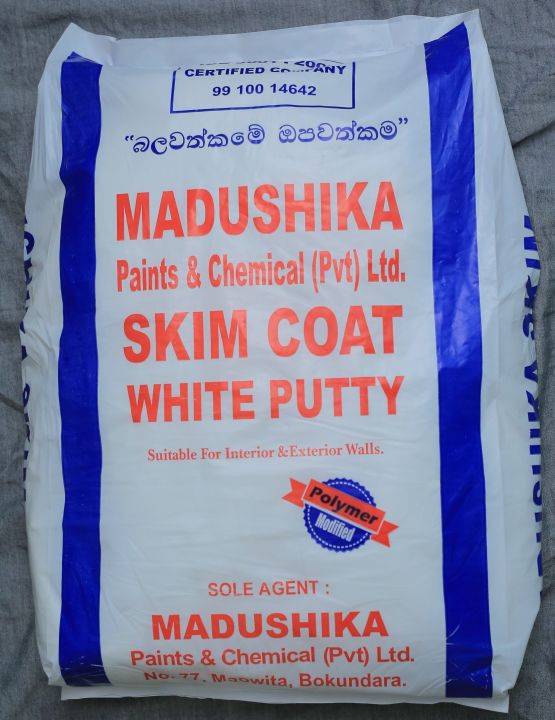 CERTIFIED COMPANY
99 100 14642
“බලවත්කමේ ඔපවත්කම”
MADUSHIKA
Paints & Chemical (Pvt) Ltd.
SKIM COAT
WHITE PUTTY
Suitable For Interior & Exterior Walls.
Polymer
Modified
SOLE AGENT :
MADUSHIKA
Paints & Chemical (Pvt) Ltd.
No: 77, Maowita, Bokundara.